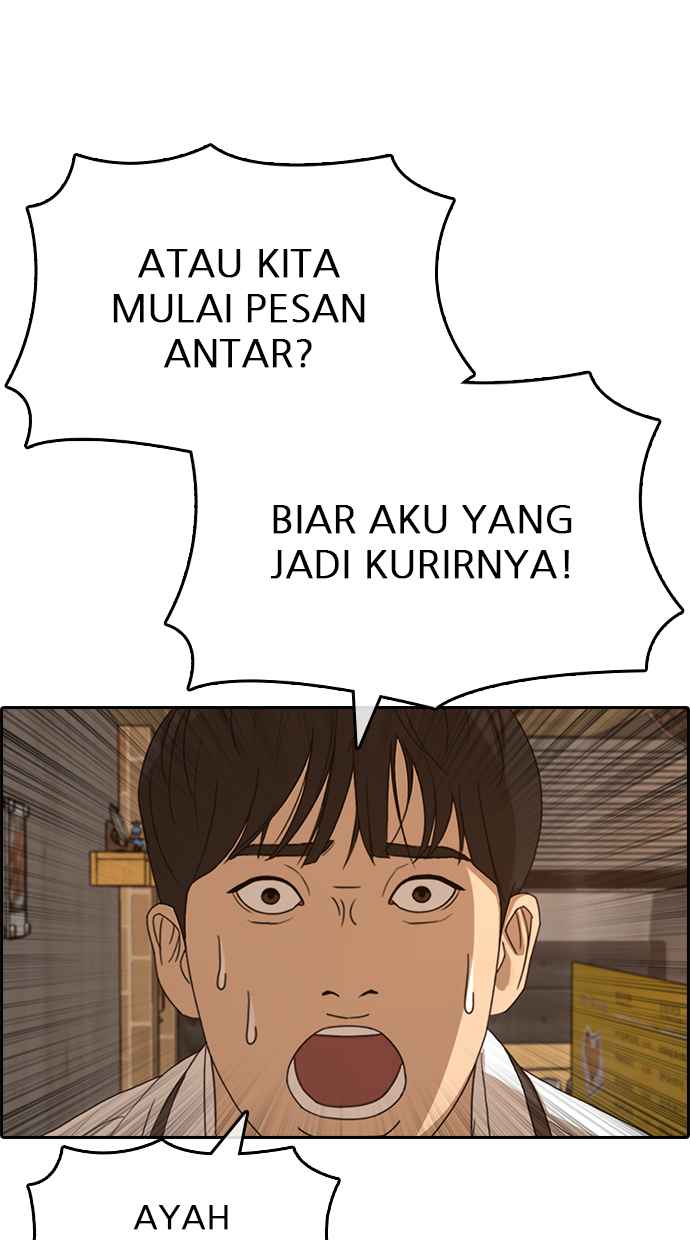 ATAU KITA
MULAI PESAN
ANTAR?
BIAR AKU YANG
JADI KURIRNYA!
AYAH